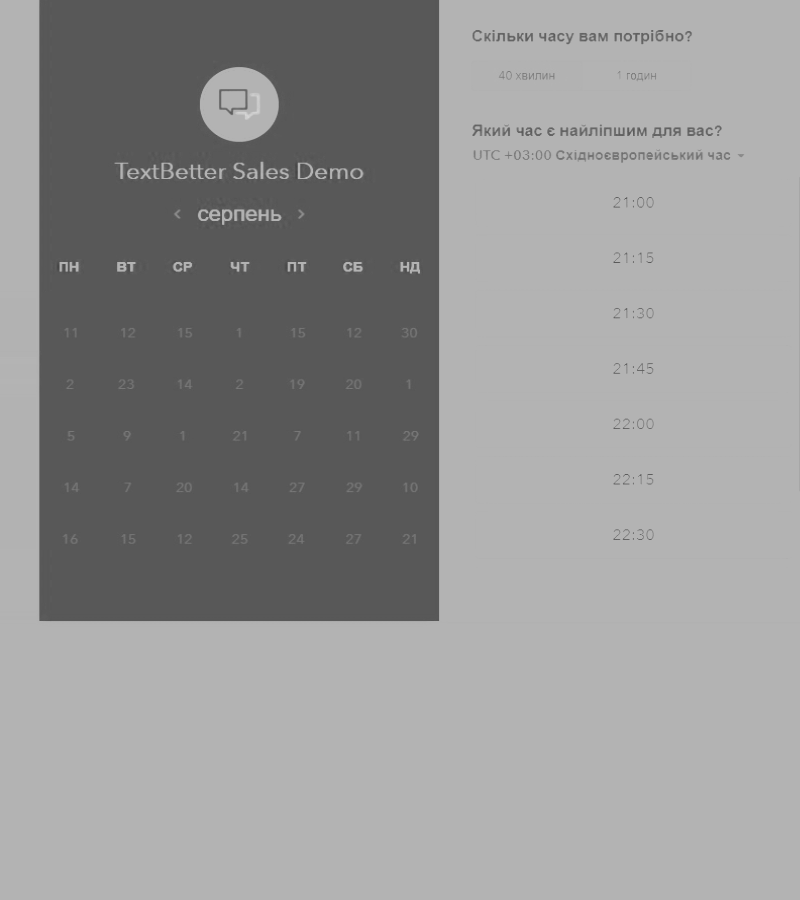 TextBetter Sales Demo
серпень
ПН ВТ СР ЧТ ПТ СБ НД
11 12 15 1 15 12 30
2 23 14 2 19 20 1
5 9 1 21 7 11 29
14 7 20 14 27 29 10
16 15 12 25 24 27 21
Скільки часу вам потрібно?
40 хвилин 1 годин
Який час є найліпшим для вас?
UTC +03:00 Східноєвропейський час
21:00
21:15
21:30
21:45
22:00
22:15
22:30